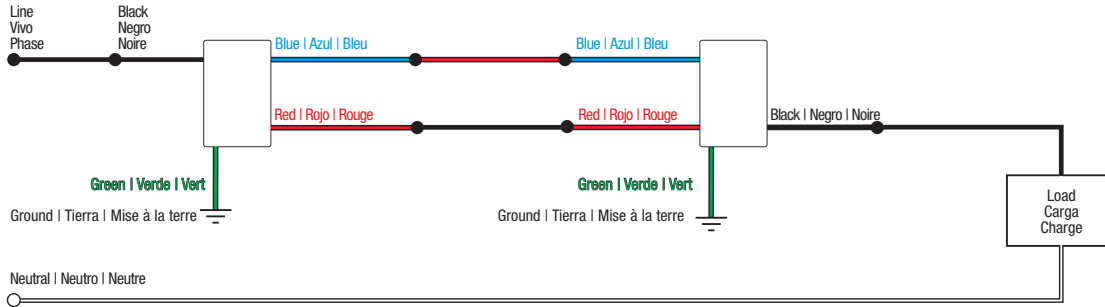 Line
Vivo
Phase
Black
Negro
Noire
Blue | Azul | Bleu
Blue | Azul | Bleu
Red | Rojo | Rouge
Red | Rojo | Rouge
Black | Negro | Noire
Green | Verde | Vert
Green | Verde | Vert
Ground | Tierra | Mise à la terre
Ground | Tierra | Mise à la terre
Load
Carga
Charge
Neutral | Neutro | Neutre